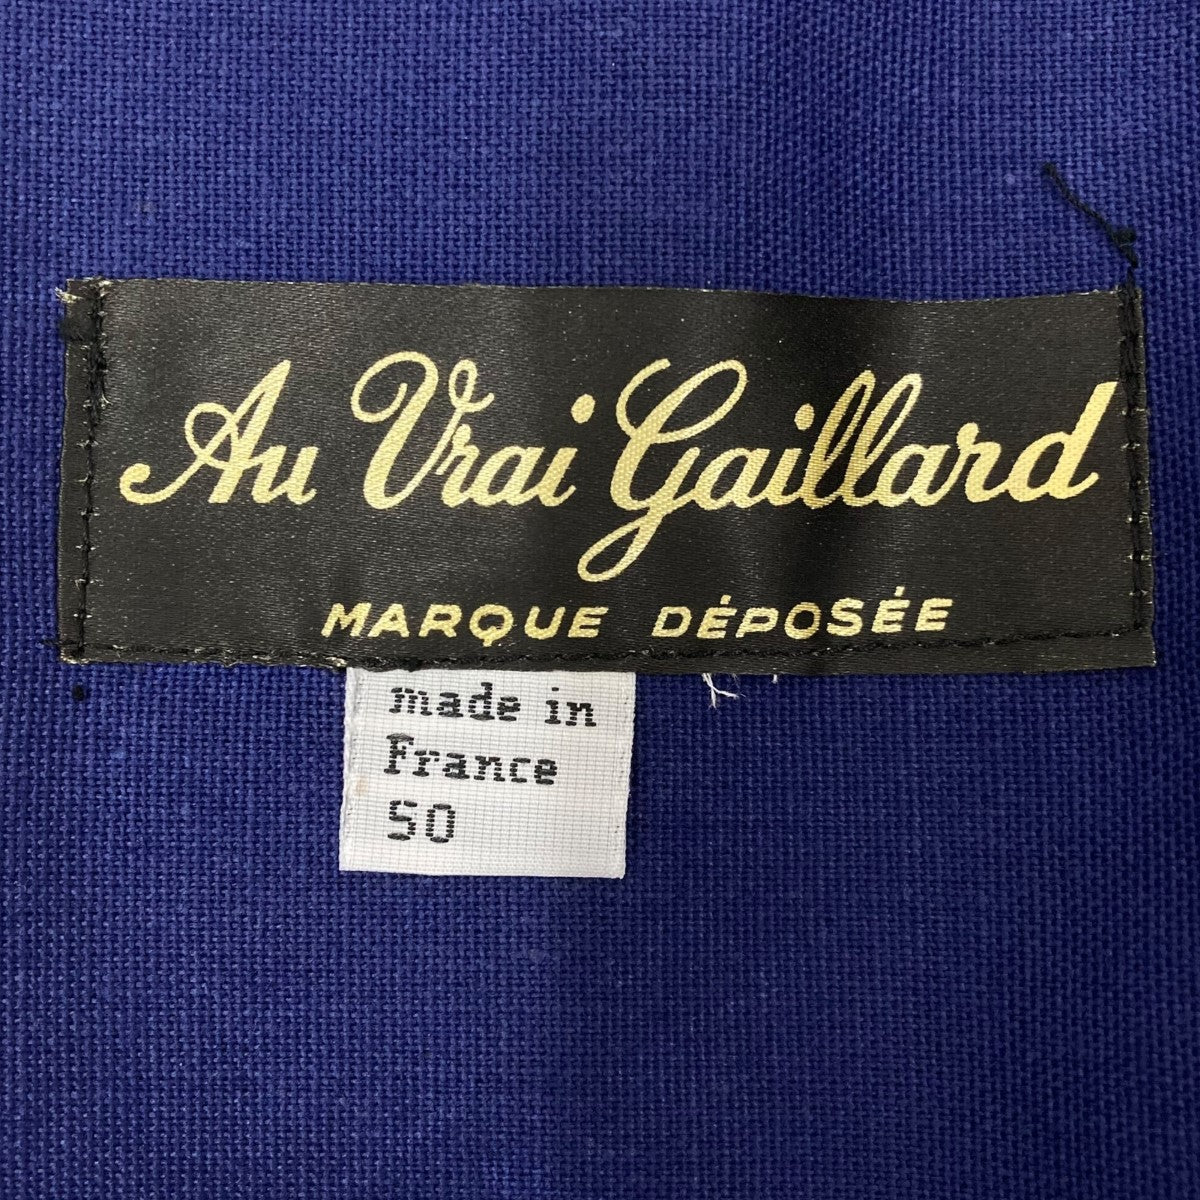 Au Vrai Gaillard
MARQUE DÉPOSÉE
made in
France
50